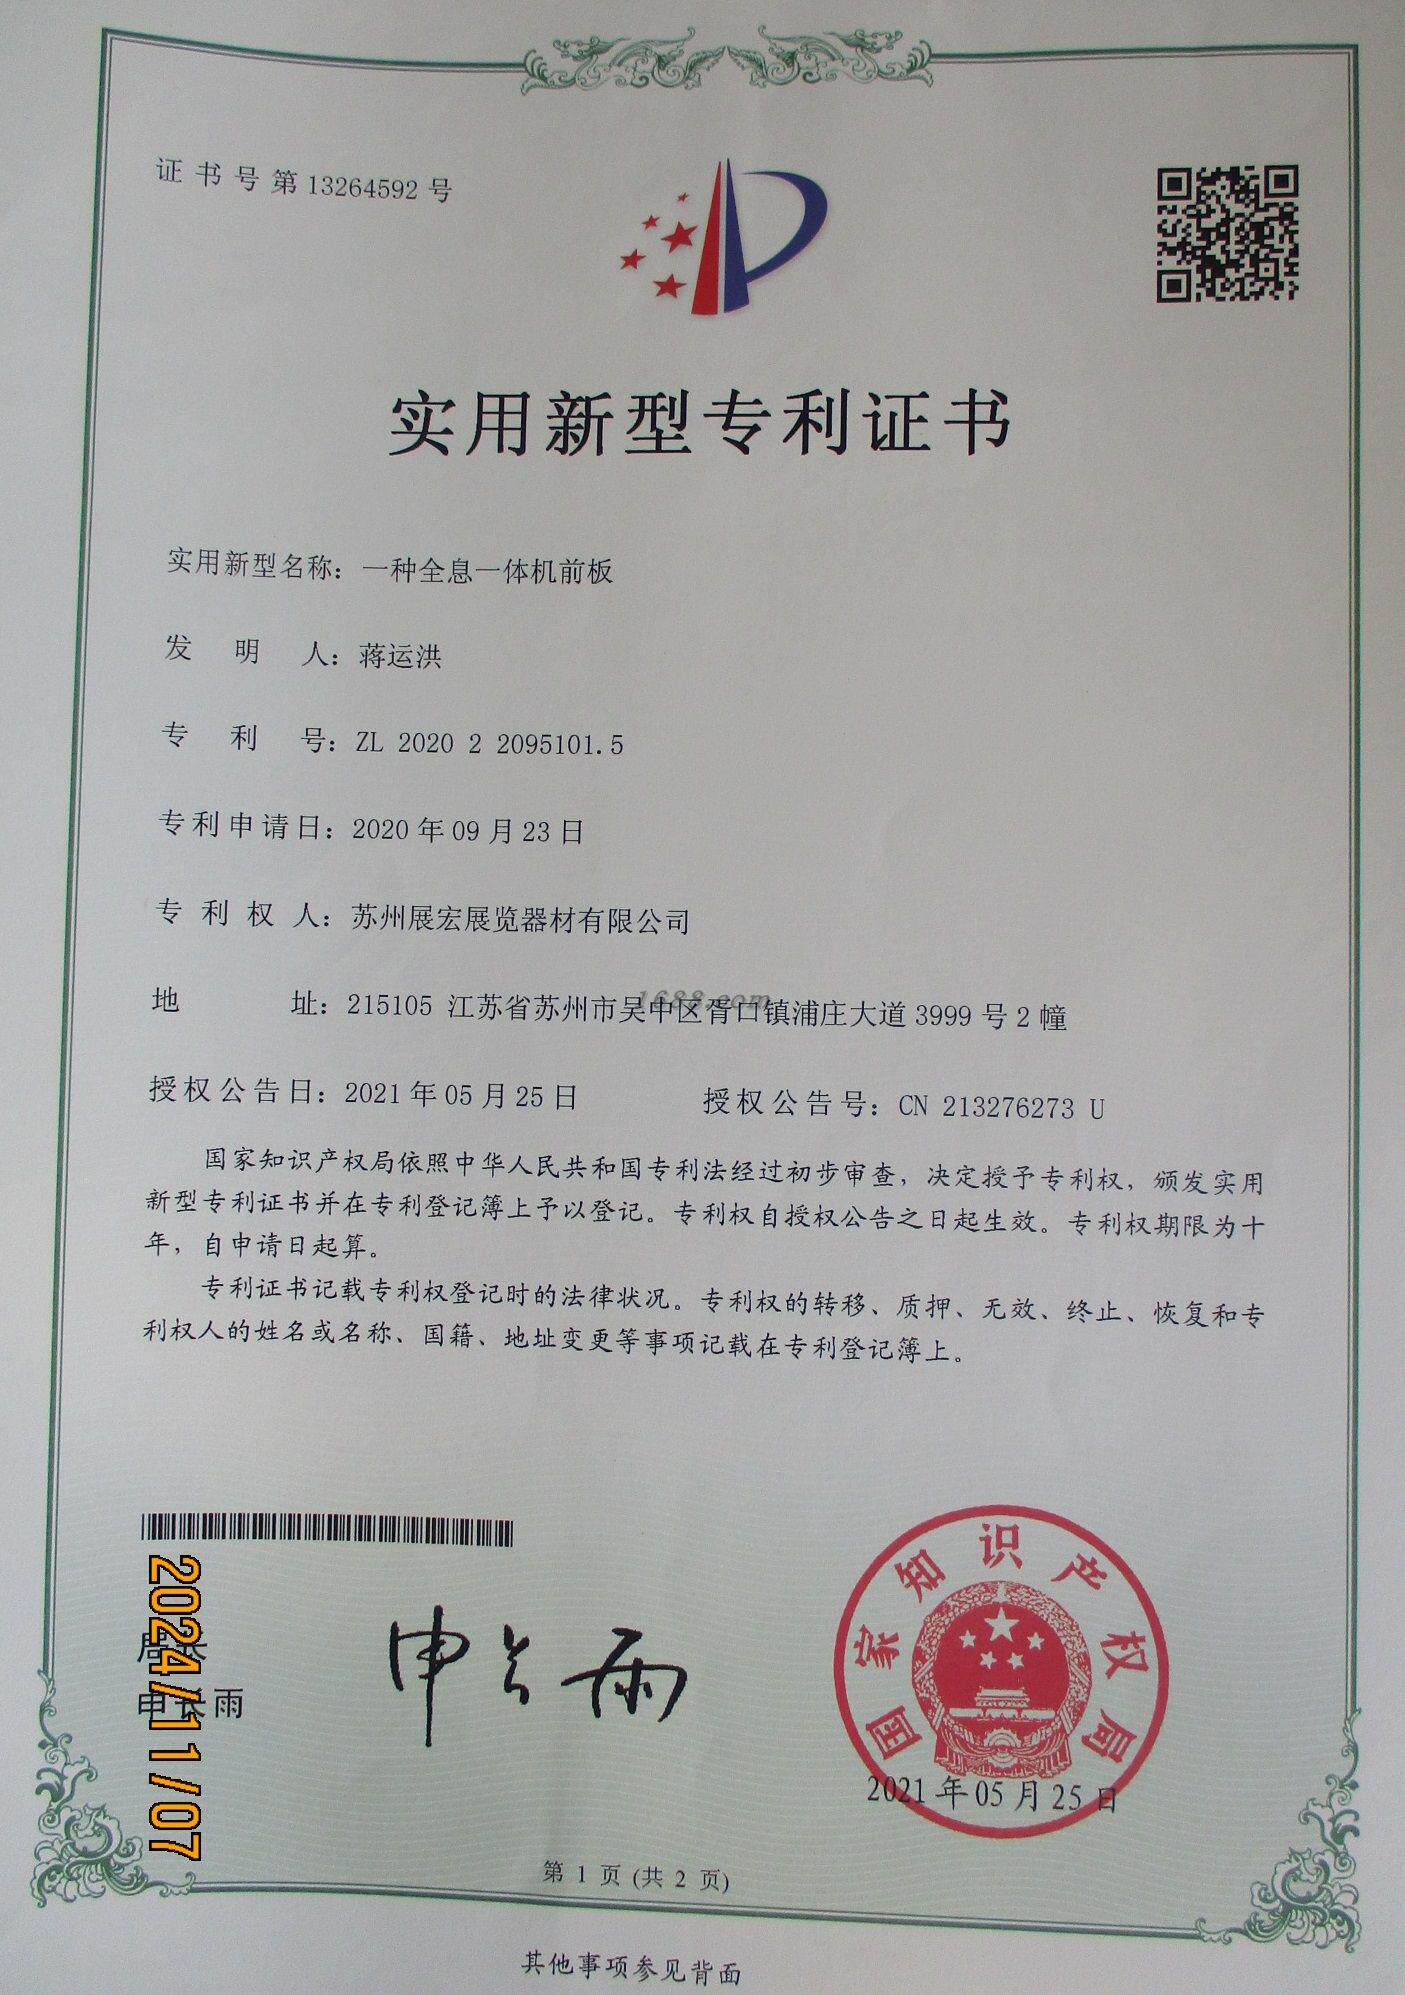 证书号第13264592号
实用新型专利证书
实用新型名称：一种全息一体机前板
发明人：蒋运洪
专利号：ZL 2020 2 2095101.5
专利申请日：2020年09月23日
专利权人：苏州展宏展览器材有限公司
地址：215105 江苏省苏州市吴中区胥口镇浦庄大道3999号2幢
1688.com
授权公告日：2021年05月25日 授权公告号：CN 213276273 U
国家知识产权局依照中华人民共和国专利法经过初步审查，决定授予专利权，颁发实用
新型专利证书并在专利登记簿上予以登记。专利权自授权公告之日起生效。专利权期限为十
年，自申请日起算。
专利证书记载专利权登记时的法律状况。专利权的转移、质押、无效、终止、恢复和专
利权人的姓名或名称、国籍、地址变更等事项记载在专利登记簿上。
局长
申长雨
申长雨
2024/11/07
国家知识产权局
2021年05月25日
第 1 页 (共 2 页)
其他事项参见背面